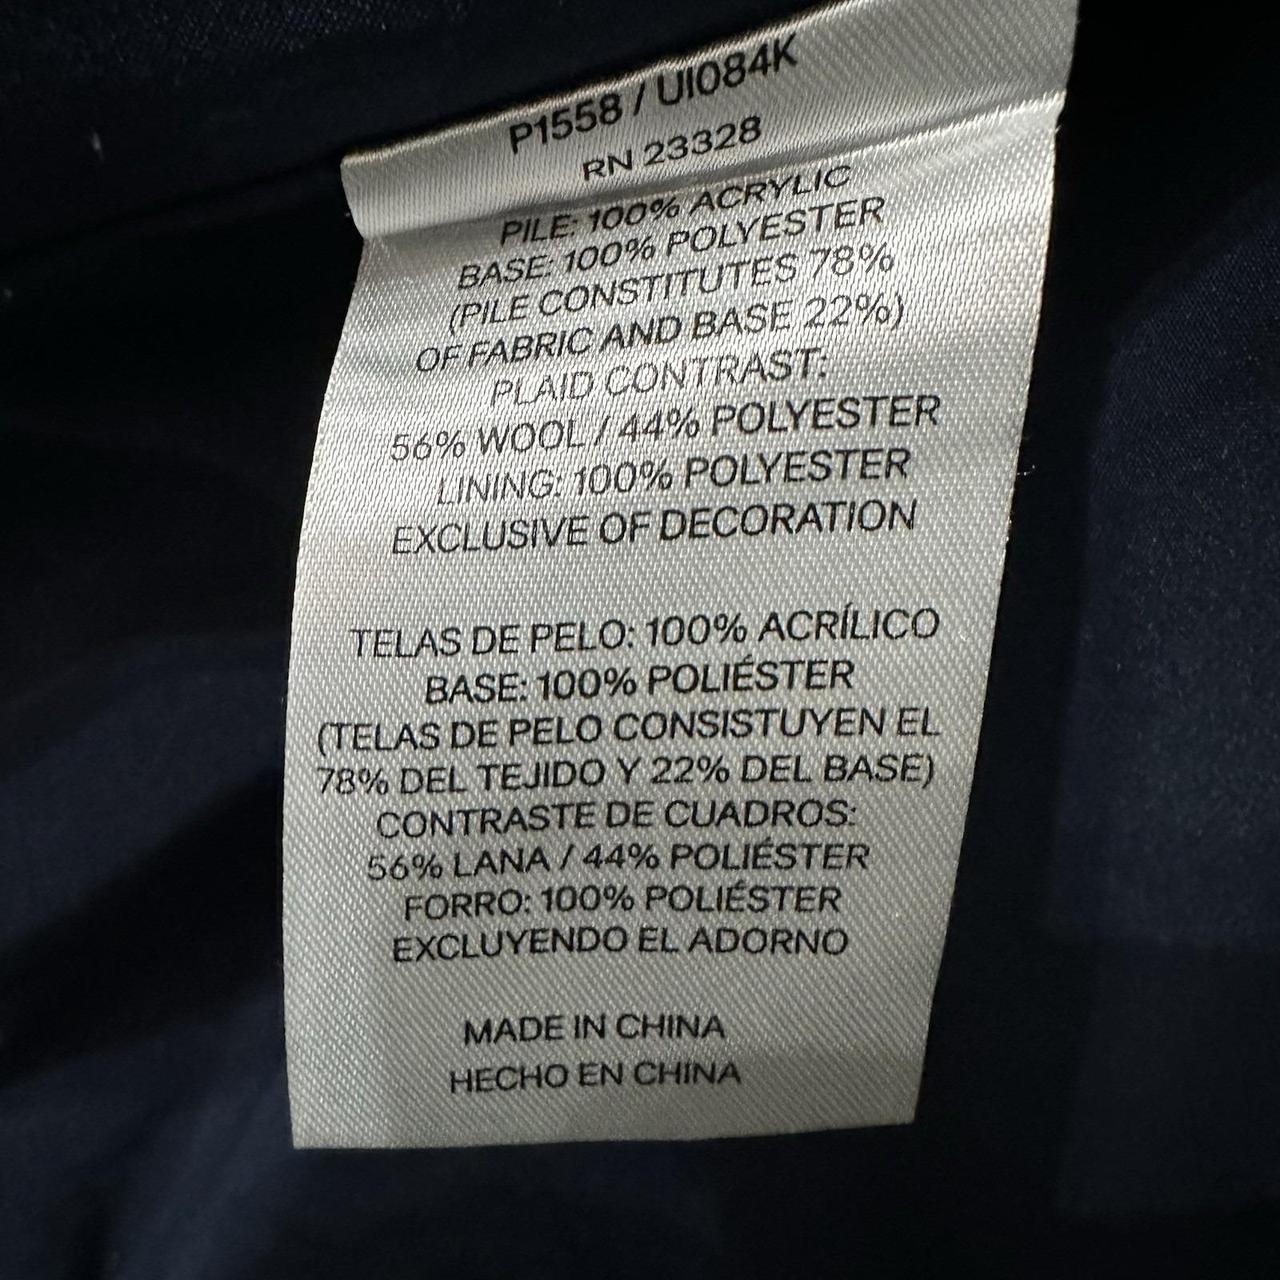 P1558 / UI084K
RN 23328
PILE: 100% ACRYLIC
BASE: 100% POLYESTER
(PILE CONSTITUTES 78%
OF FABRIC AND BASE 22%)
PLAID CONTRAST:
56% WOOL / 44% POLYESTER
LINING: 100% POLYESTER
EXCLUSIVE OF DECORATION
TELAS DE PELO: 100% ACRÍLICO
BASE: 100% POLIÉSTER
(TELAS DE PELO CONSISTUYEN EL
78% DEL TEJIDO Y 22% DEL BASE)
CONTRASTE DE CUADROS:
56% LANA / 44% POLIÉSTER
FORRO: 100% POLIÉSTER
EXCLUYENDO EL ADORNO
MADE IN CHINA
HECHO EN CHINA